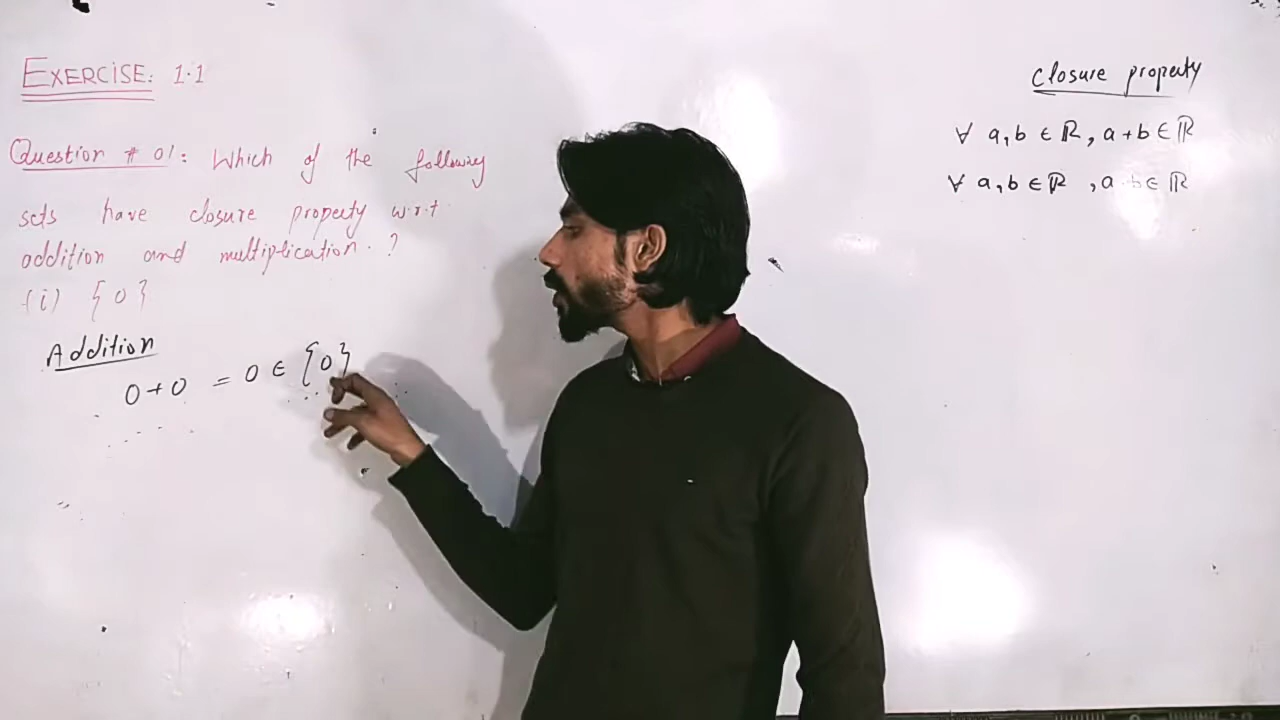 EXERCISE: 1.1
Question # 01: Which of the following
sets have closure property w.r.t
addition and multiplication. ?
(i) {0}
Addition
0+0 = 0 ∈ {0}
closure property
∀ a,b ∈ ℝ, a+b ∈ ℝ
∀ a,b ∈ ℝ, a·b ∈ ℝ